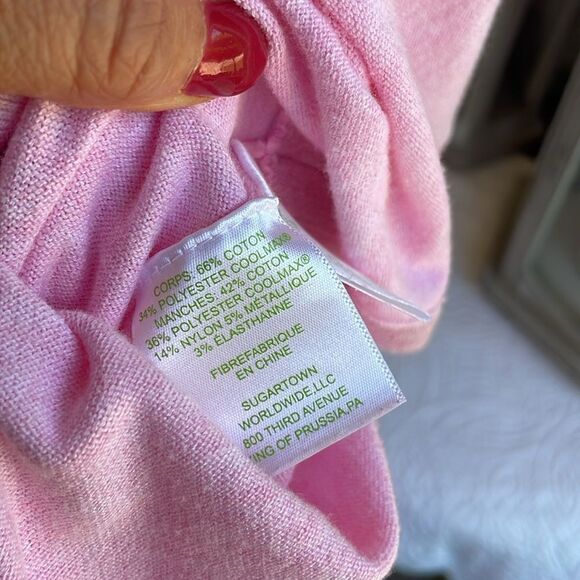 CORPS: 66% COTON
34% POLYESTER COOLMAX®
MANCHES: 42% COTON
36% POLYESTER COOLMAX®
14% NYLON 5% MÉTALLIQUE
3% ÉLASTHANNE
FIBREFABRIQUE
EN CHINE
SUGARTOWN
WORLDWIDE,LLC
800 THIRD AVENUE
ING OF PRUSSIA,PA